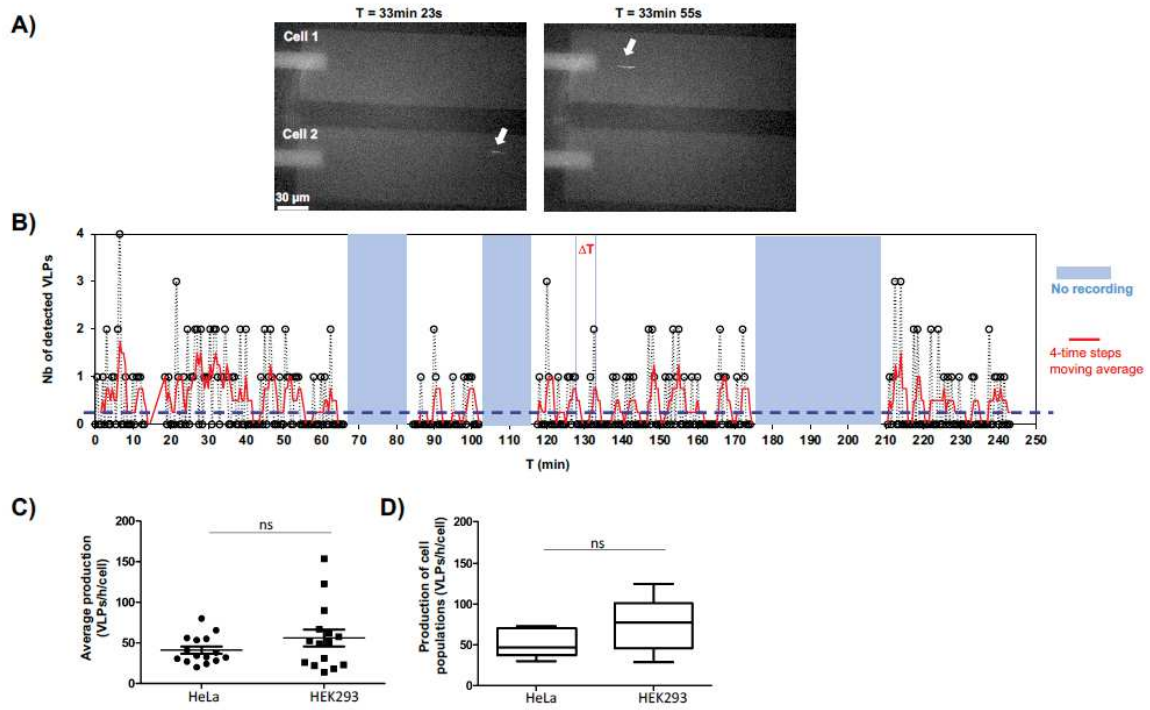 A)
T = 33min 23s
T = 33min 55s
Cell 1
Cell 2
30 µm
B)
Nb of detected VLPs
4
3
2
1
0
ΔT
0 10 20 30 40 50 60 70 80 90 100 110 120 130 140 150 160 170 180 190 200 210 220 230 240 250
T (min)
No recording
4-time steps
moving average
C)
Average production
(VLPs/h/cell)
200
150
100
50
0
ns
HeLa
HEK293
D)
Production of cell
populations (VLPs/h/cell)
200
150
100
50
0
ns
HeLa
HEK293